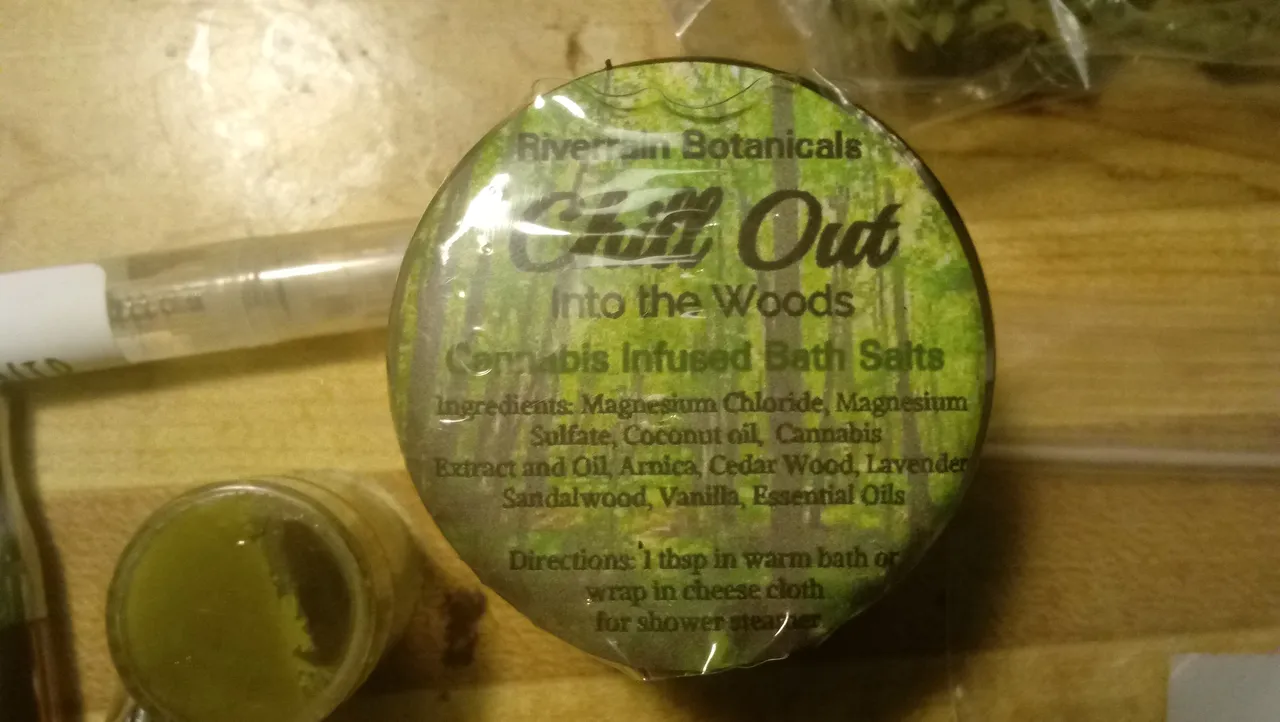 Riverrain Botanicals
Chill Out
Into the Woods
Cannabis Infused Bath Salts
Ingredients: Magnesium Chloride, Magnesium
Sulfate, Coconut oil, Cannabis
Extract and Oil, Arnica, Cedar Wood, Lavender
Sandalwood, Vanilla, Essential Oils
Directions: 1 tbsp in warm bath or
wrap in cheese cloth
for shower steamer